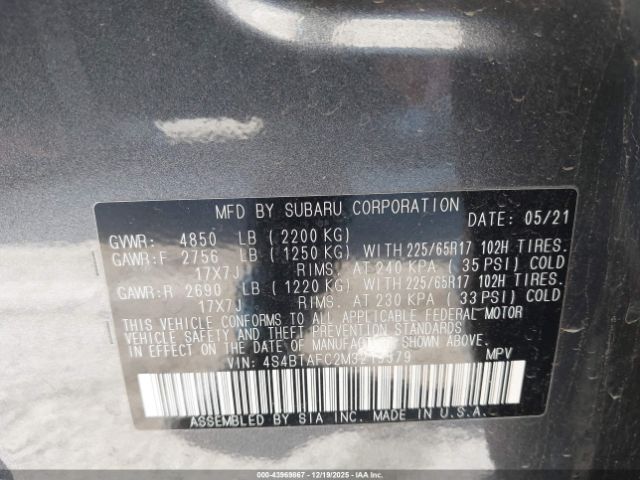 MFD BY SUBARU CORPORATION DATE: 05/21
GVWR: 4850 LB (2200 KG)
GAWR:F 2756 LB (1250 KG) WITH 225/65R17 102H TIRES.
17X7J RIMS. AT 240 KPA (35 PSI) COLD
GAWR:R 2690 LB (1220 KG) WITH 225/65R17 102H TIRES.
17X7J RIMS. AT 230 KPA (33 PSI) COLD
THIS VEHICLE CONFORMS TO ALL APPLICABLE FEDERAL MOTOR
VEHICLE SAFETY AND THEFT PREVENTION STANDARDS
IN EFFECT ON THE DATE OF MANUFACTURE SHOWN ABOVE.
VIN: MPV
ASSEMBLED BY SIA INC. MADE IN U.S.A.
000-43969867 - 12/19/2025 - IAA Inc.